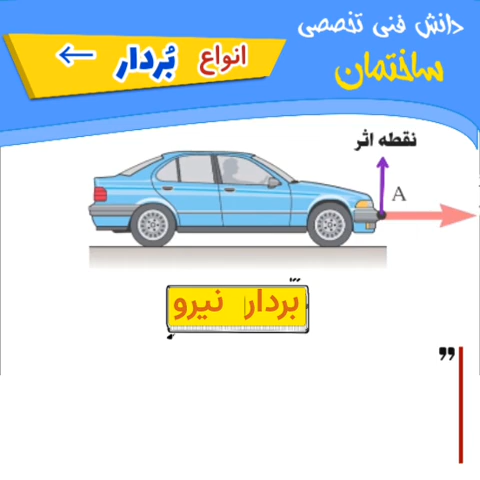 دانش فنی تخصصی
ساختمان
انواع بُردار ←
نقطه اثر
A
بردار نیرو
”